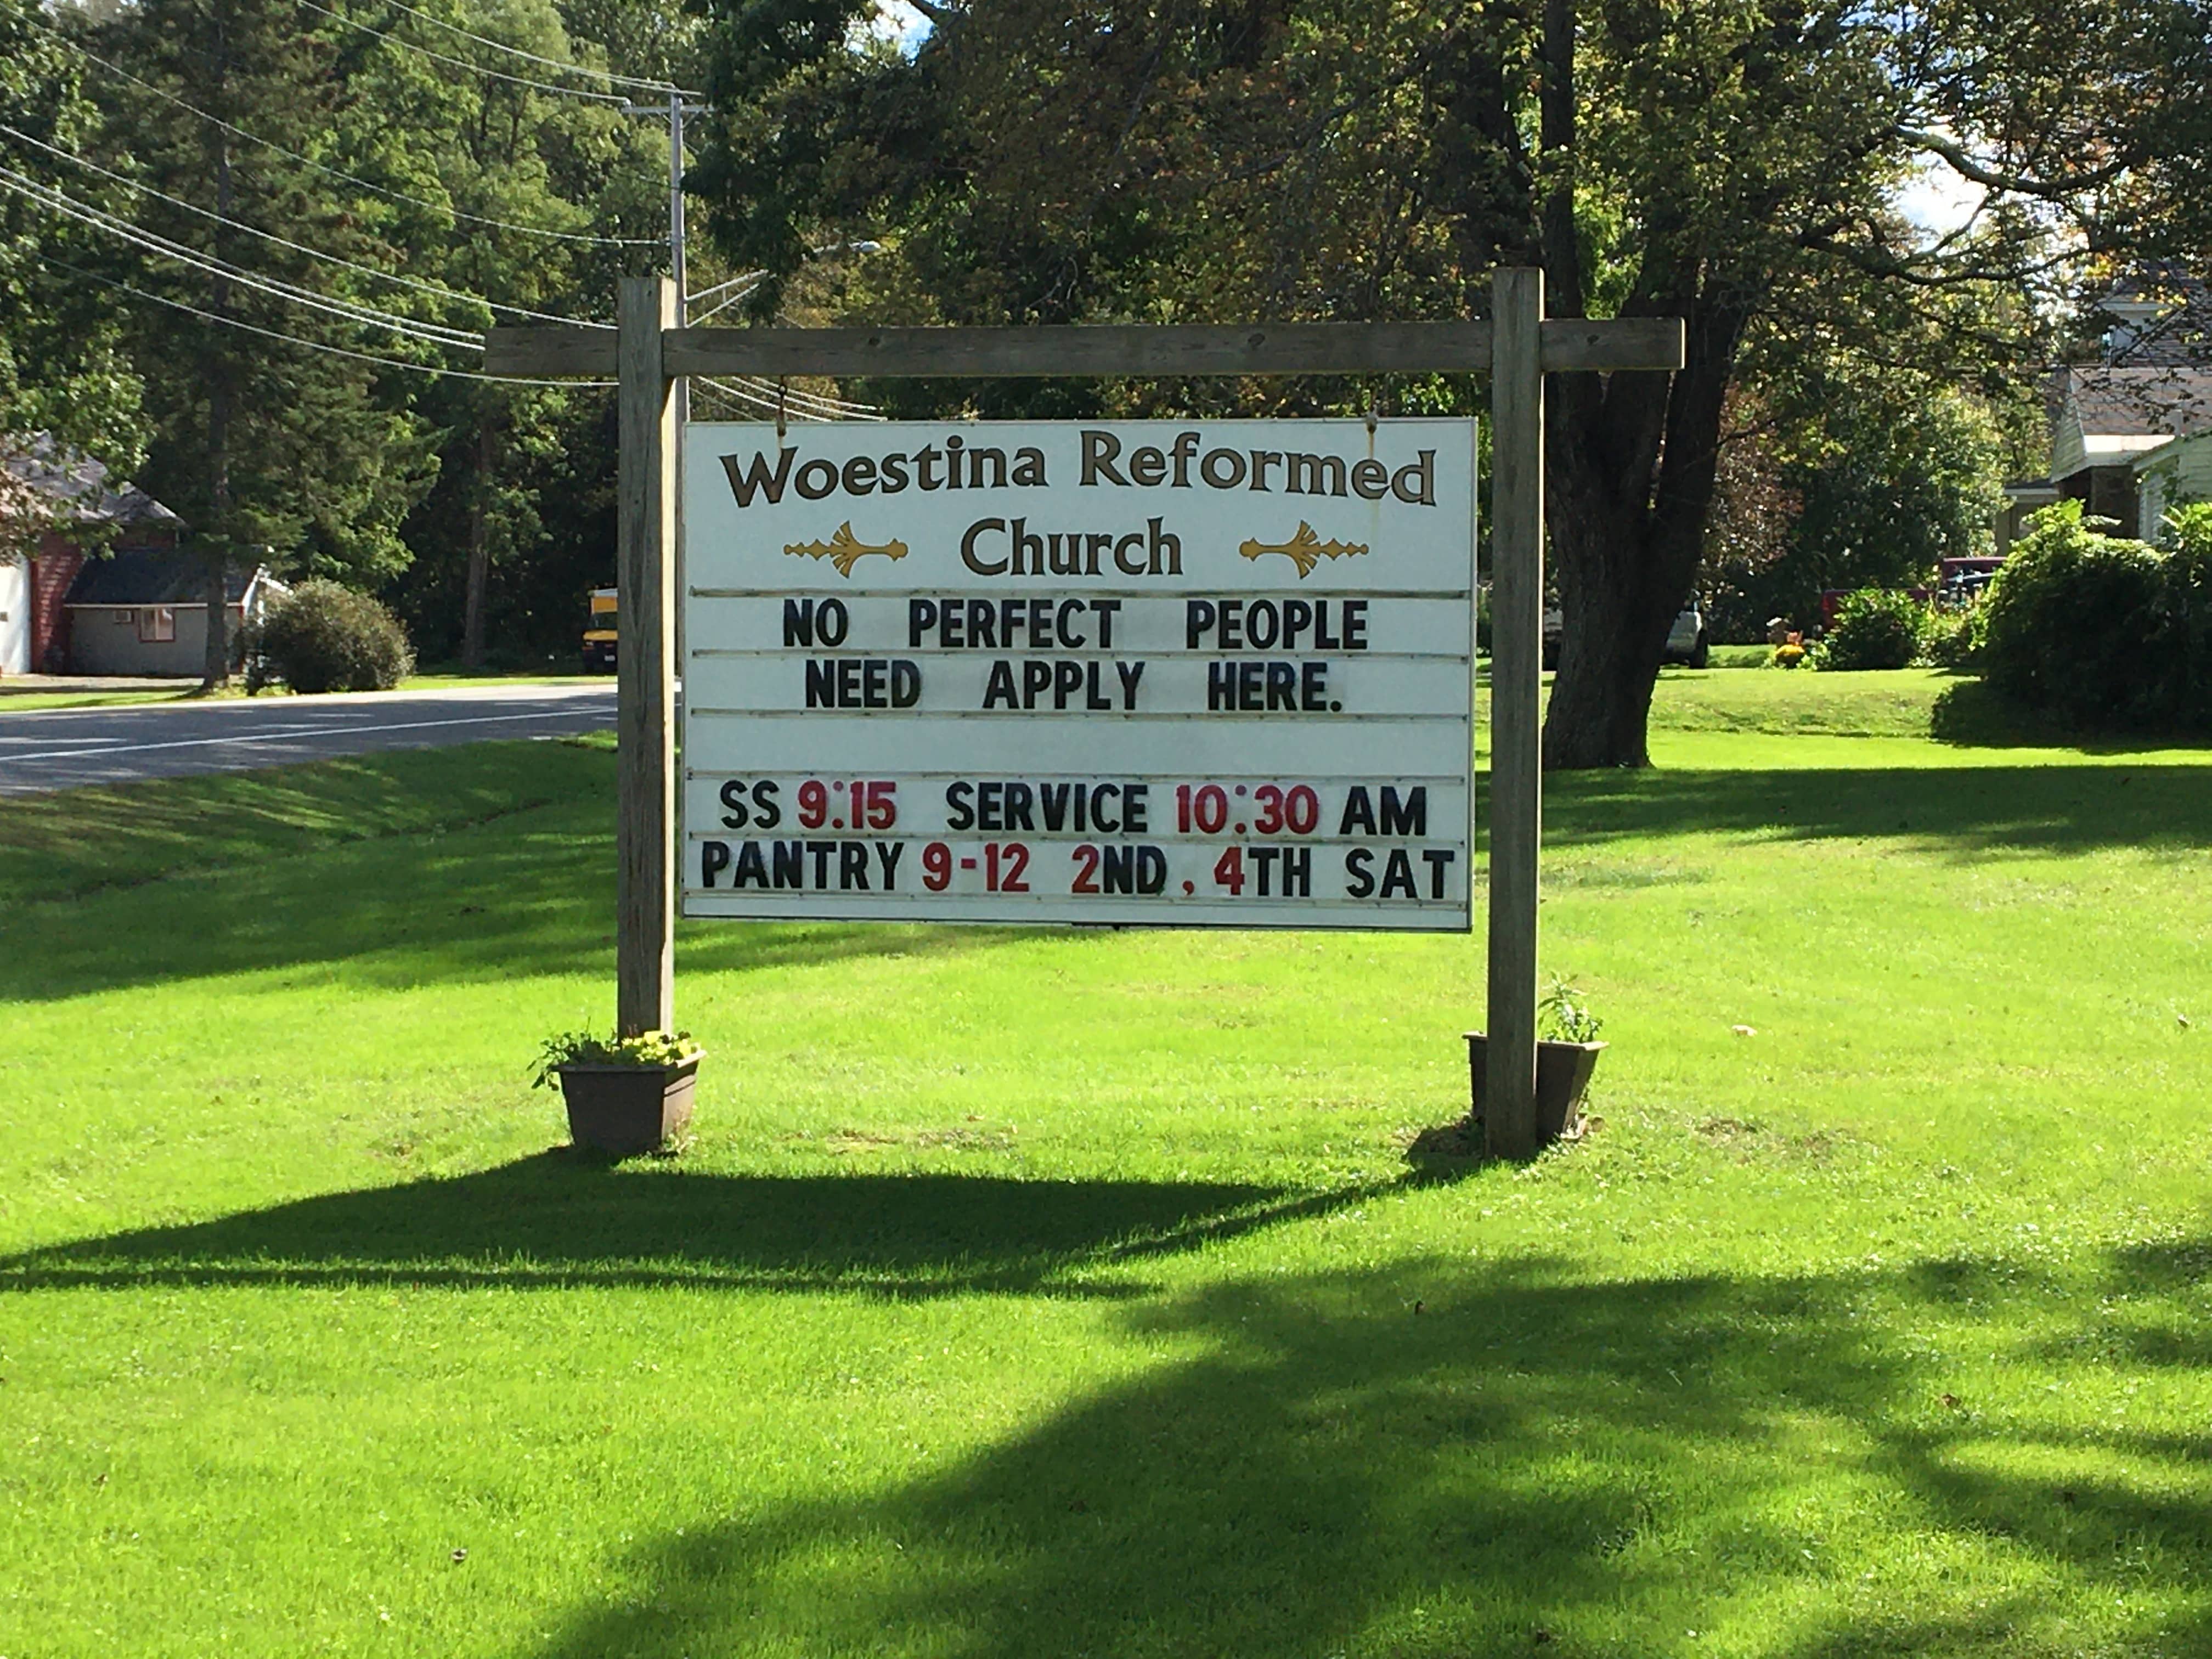 Woestina Reformed
Church
NO PERFECT PEOPLE
NEED APPLY HERE.
SS 9:15 SERVICE 10:30 AM
PANTRY 9-12 2ND, 4TH SAT